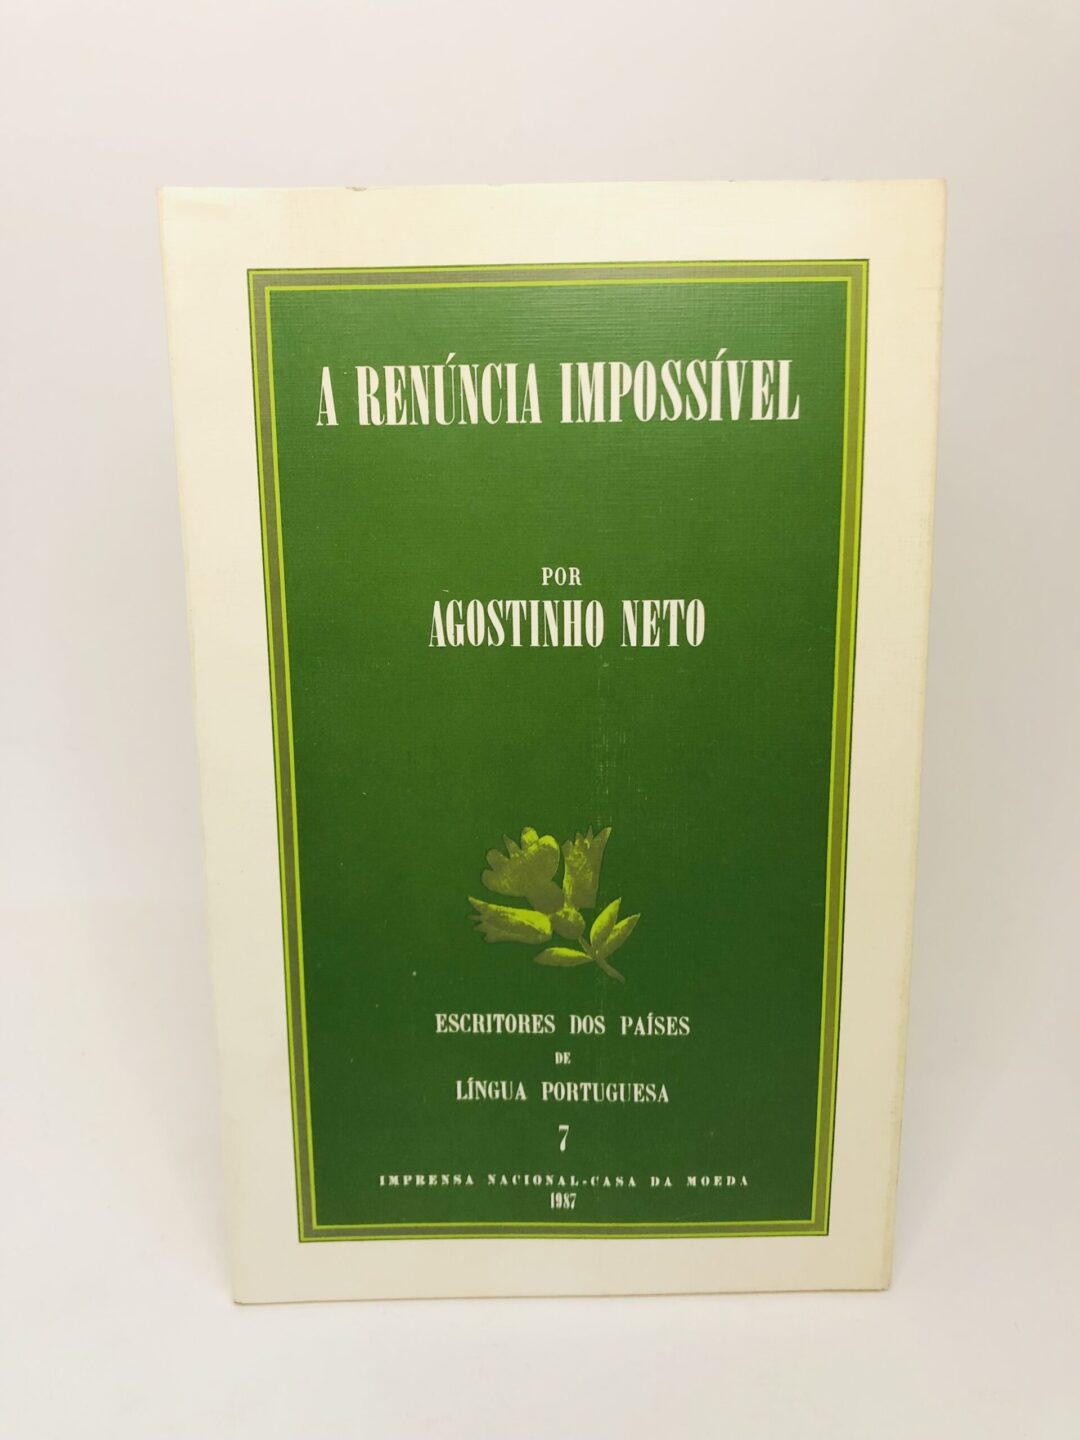 A RENÚNCIA IMPOSSÍVEL
POR
AGOSTINHO NETO
ESCRITORES DOS PAÍSES
DE
LÍNGUA PORTUGUESA
7
IMPRENSA NACIONAL-CASA DA MOEDA
1987